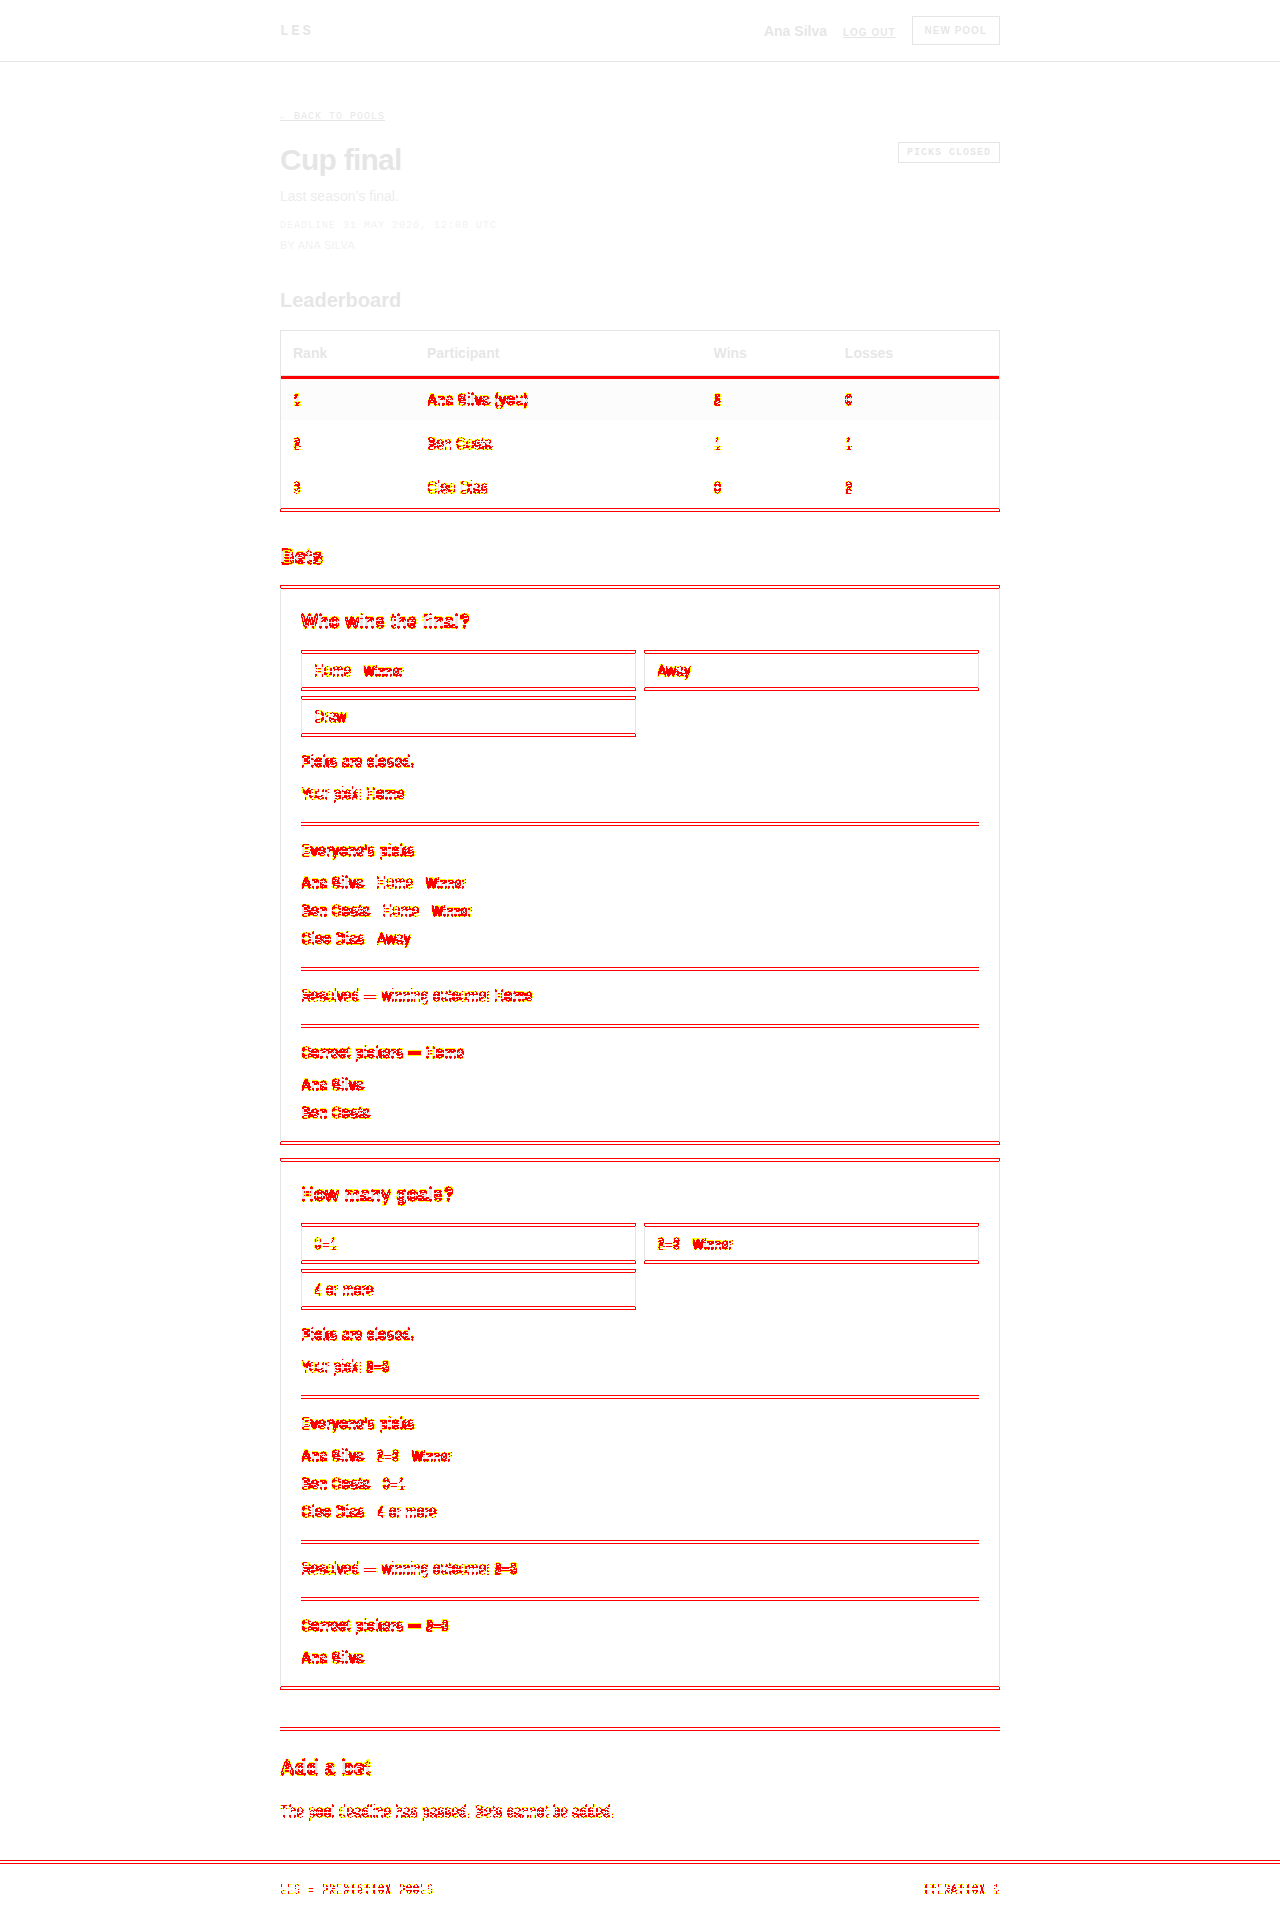 LES
Ana Silva LOG OUT NEW POOL
← BACK TO POOLS
Cup final
PICKS CLOSED
Last season's final.
DEADLINE 31 MAY 2026, 12:00 UTC
BY ANA SILVA
Leaderboard
Rank Participant Wins Losses
1 Ana Silva (you) 2 0
2 Ben Costa 1 1
3 Cleo Dias 0 2
Bets
Who wins the final?
Home Winner
Away
Draw
Picks are closed.
Your pick: Home
Everyone's picks
Ana Silva Home Winner
Ben Costa Home Winner
Cleo Dias Away
Resolved — winning outcome: Home
Correct pickers — Home
Ana Silva
Ben Costa
How many goals?
0–1
2–3 Winner
4 or more
Picks are closed.
Your pick: 2–3
Everyone's picks
Ana Silva 2–3 Winner
Ben Costa 0–1
Cleo Dias 4 or more
Resolved — winning outcome: 2–3
Correct pickers — 2–3
Ana Silva
Add a bet
The pool deadline has passed. Bets cannot be added.
LES — PREDICTION POOLS
ITERATION